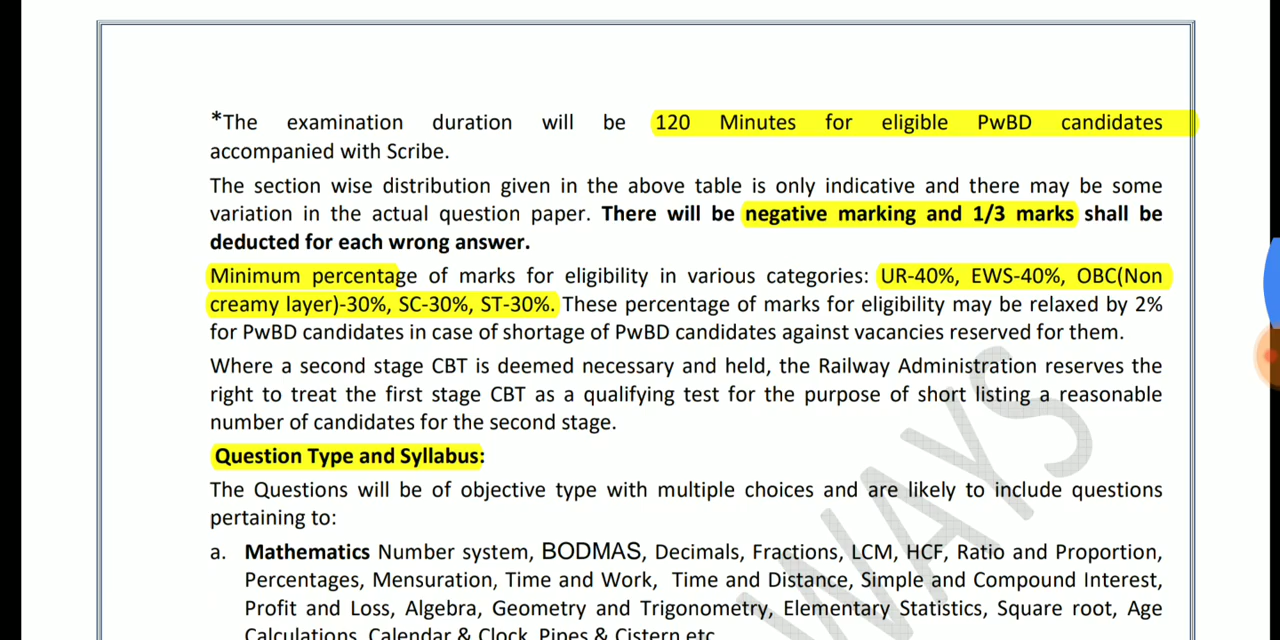 *The examination duration will be 120 Minutes for eligible PwBD candidates
accompanied with Scribe.
The section wise distribution given in the above table is only indicative and there may be some
variation in the actual question paper. There will be negative marking and 1/3 marks shall be
deducted for each wrong answer.
Minimum percentage of marks for eligibility in various categories: UR-40%, EWS-40%, OBC(Non
creamy layer)-30%, SC-30%, ST-30%. These percentage of marks for eligibility may be relaxed by 2%
for PwBD candidates in case of shortage of PwBD candidates against vacancies reserved for them.
Where a second stage CBT is deemed necessary and held, the Railway Administration reserves the
right to treat the first stage CBT as a qualifying test for the purpose of short listing a reasonable
number of candidates for the second stage.
Question Type and Syllabus:
The Questions will be of objective type with multiple choices and are likely to include questions
pertaining to:
a. Mathematics Number system, BODMAS, Decimals, Fractions, LCM, HCF, Ratio and Proportion,
Percentages, Mensuration, Time and Work, Time and Distance, Simple and Compound Interest,
Profit and Loss, Algebra, Geometry and Trigonometry, Elementary Statistics, Square root, Age
Calculations, Calendar & Clock, Pipes & Cistern etc
WAYS